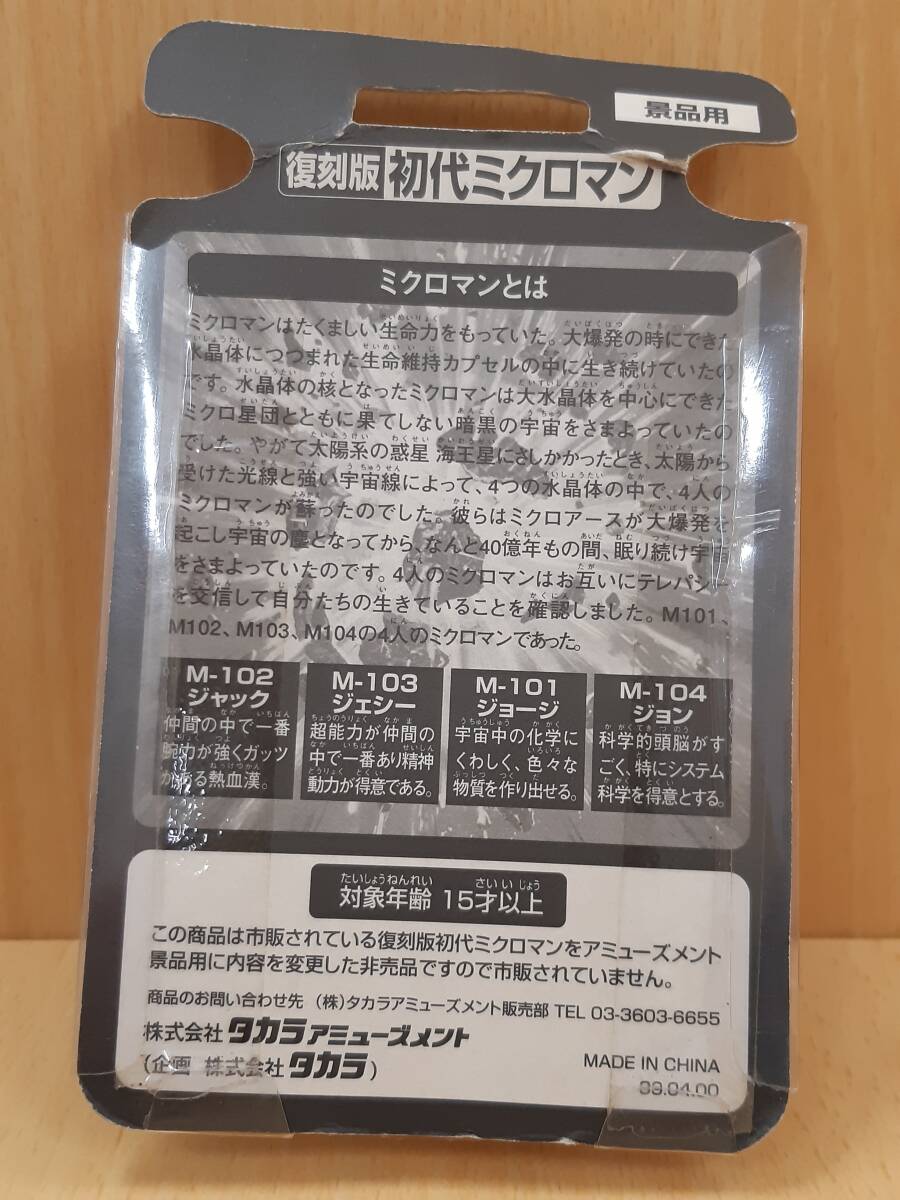 景品用
復刻版 初代ミクロマン
ミクロマンとは
ミクロマンはたくましい生命力をもっていた。大爆発の時にできた
水晶体につつまれた生命維持カプセルの中に生き続けていたの
です。水晶体の核となったミクロマンは大水晶体を中心にできた
ミクロ星団とともに果てしない暗黒の宇宙をさまよっていたの
でした。やがて太陽系の惑星 海王星にさしかかったとき、太陽から
受けた光線と強い宇宙線によって、4つの水晶体の中で、4人の
ミクロマンが蘇ったのでした。彼らはミクロアースが大爆発を
起こし宇宙の塵となってから、なんと40億年もの間、眠り続け宇宙
をさまよっていたのです。4人のミクロマンはお互いにテレパシー
を交信して自分たちの生きていることを確認しました。M101、
M102、M103、M104の4人のミクロマンであった。
M-102
ジャック
仲間の中で一番
腕力が強くガッツ
がある熱血漢。
M-103
ジェシー
超能力が仲間の
中で一番あり精神
動力が得意である。
M-101
ジョージ
宇宙中の化学に
くわしく、色々な
物質を作り出せる。
M-104
ジョン
科学的頭脳がす
ごく、特にシステム
科学を得意とする。
対象年齢 15才以上
この商品は市販されている復刻版初代ミクロマンをアミューズメント
景品用に内容を変更した非売品ですので市販されていません。
商品のお問い合わせ先 (株)タカラアミューズメント販売部 TEL 03-3603-6655
株式会社 タカラアミューズメント
(企画 株式会社 タカラ)
MADE IN CHINA
99.04.00